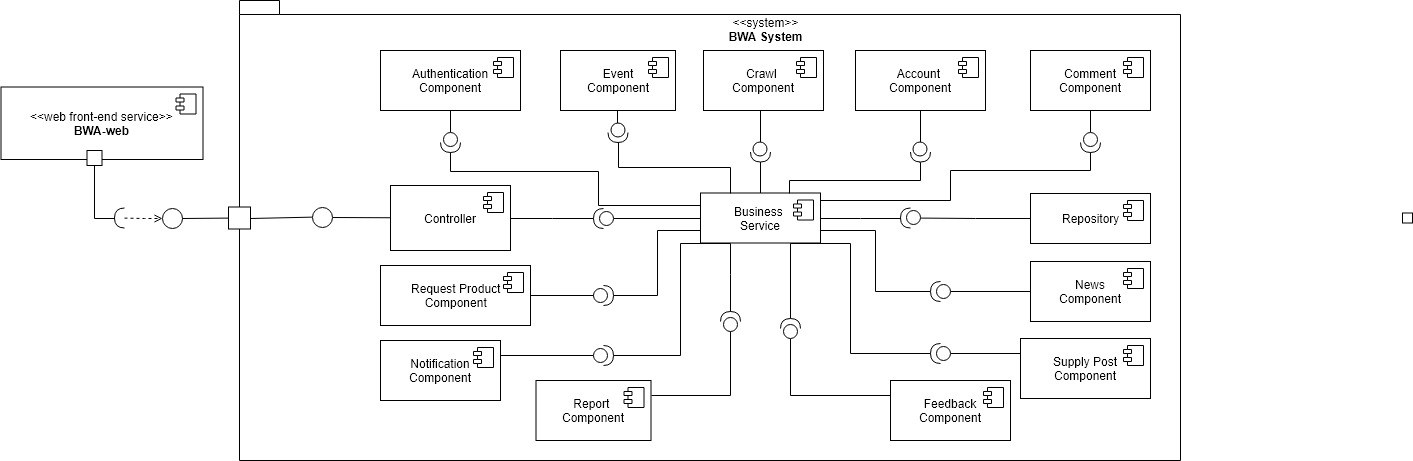 <<system>>
BWA System
Authentication
Component
Event
Component
Crawl
Component
Account
Component
Comment
Component
<<web front-end service>>
BWA-web
Controller
Business
Service
Repository
Request Product
Component
News
Component
Notification
Component
Supply Post
Component
Report
Component
Feedback
Component